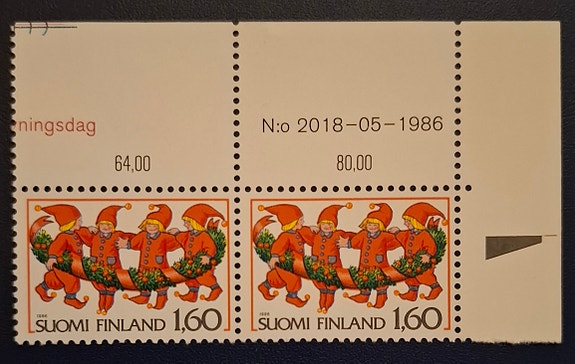 ningsdag
N:o 2018-05-1986
64,00
80,00
1986
SUOMI FINLAND 1,60
1986
SUOMI FINLAND 1,60